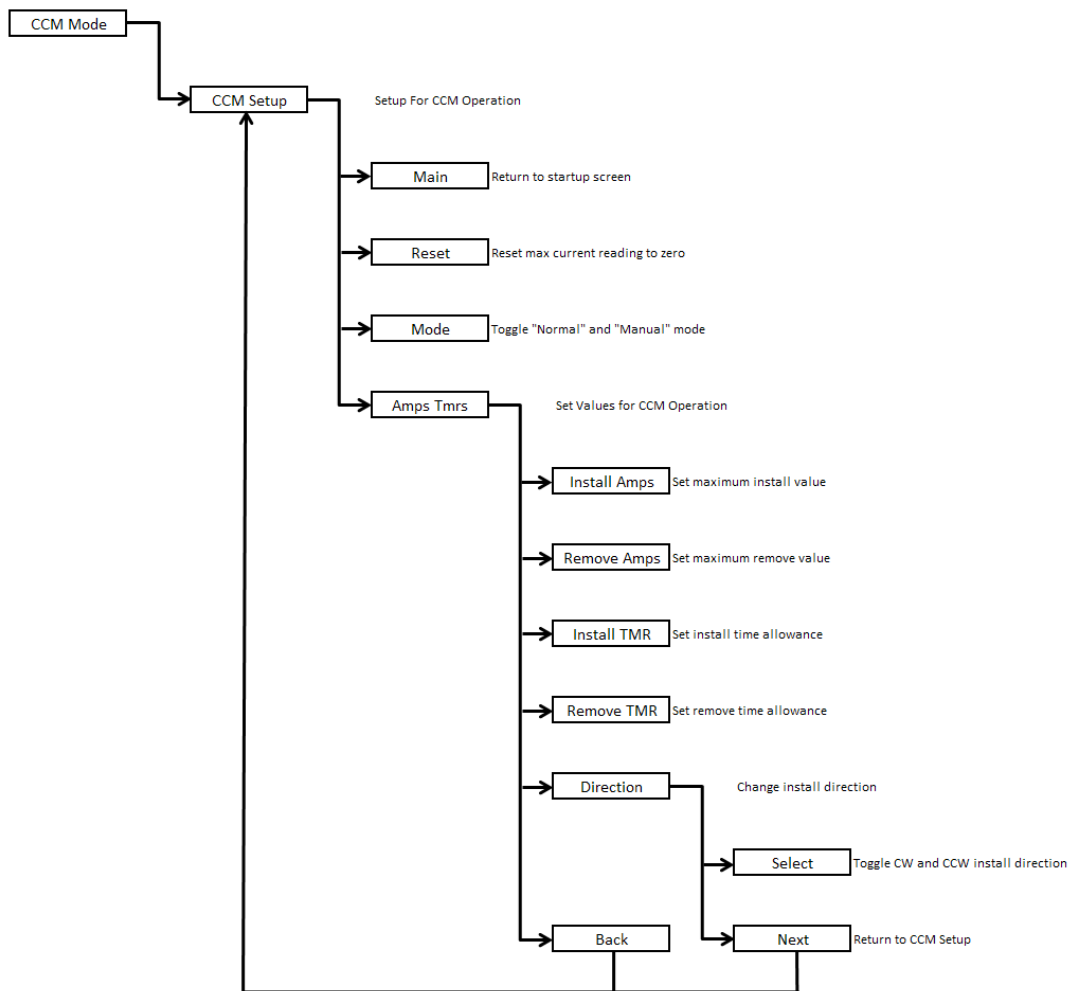 CCM Mode
CCM Setup Setup For CCM Operation
Main Return to startup screen
Reset Reset max current reading to zero
Mode Toggle "Normal" and "Manual" mode
Amps Tmrs Set Values for CCM Operation
Install Amps Set maximum install value
Remove Amps Set maximum remove value
Install TMR Set install time allowance
Remove TMR Set remove time allowance
Direction Change install direction
Select Toggle CW and CCW install direction
Back Next Return to CCM Setup